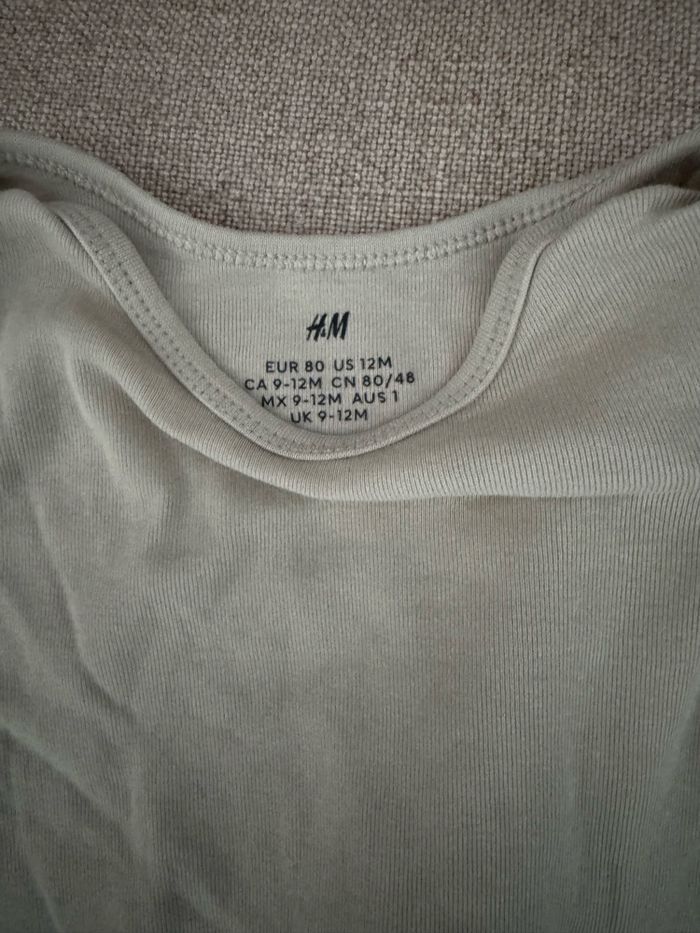 H&M
EUR 80 US 12M
CA 9-12M CN 80/48
MX 9-12M AUS 1
UK 9-12M